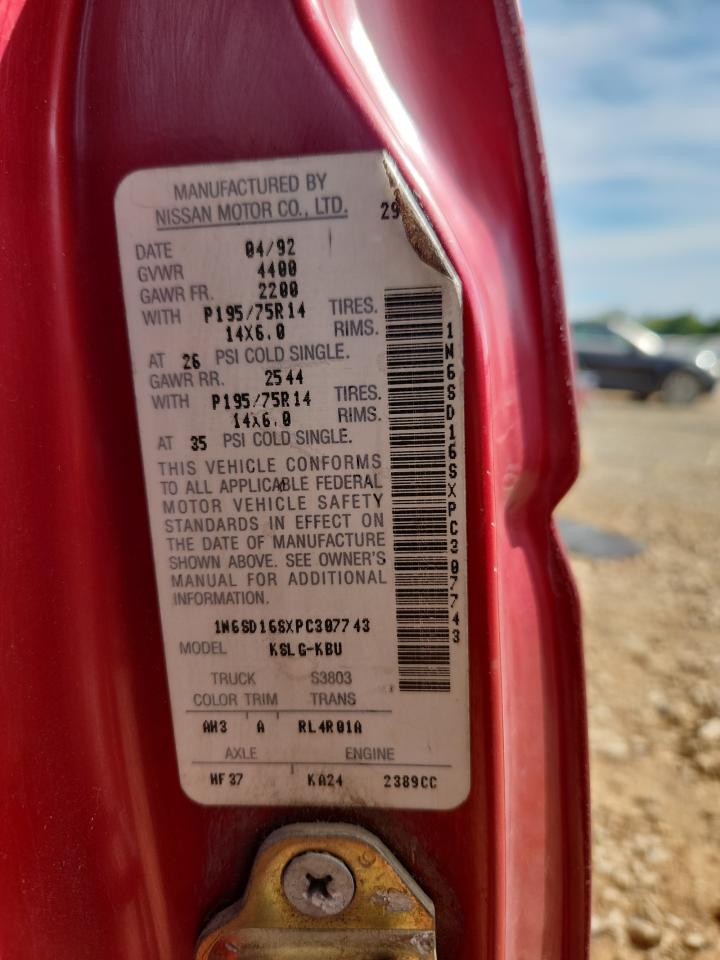 MANUFACTURED BY
NISSAN MOTOR CO., LTD. 29
DATE 04/92
GVWR 4400
GAWR FR. 2200
WITH P195/75R14 TIRES.
14X6.0 RIMS.
AT 26 PSI COLD SINGLE.
GAWR RR. 2544
WITH P195/75R14 TIRES.
14X6.0 RIMS.
AT 35 PSI COLD SINGLE.
THIS VEHICLE CONFORMS
TO ALL APPLICABLE FEDERAL
MOTOR VEHICLE SAFETY
STANDARDS IN EFFECT ON
THE DATE OF MANUFACTURE
SHOWN ABOVE. SEE OWNER'S
MANUAL FOR ADDITIONAL
INFORMATION.
1N6SD16SXPC307743
MODEL KSLG-KBU
TRUCK S3803
COLOR TRIM TRANS
AH3 A RL4R01A
AXLE ENGINE
HF37 KA24 2389CC
1N6SD16SXPC307743